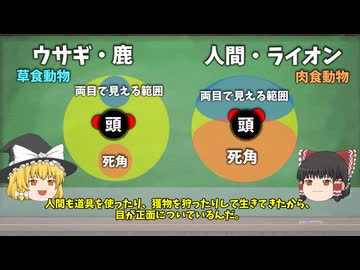 ウサギ・鹿
草食動物
両目で見える範囲
頭
死角
人間・ライオン
肉食動物
両目で見える範囲
頭
死角
人間も道具を使ったり、獲物を狩ったりして生きてきたから、
目が正面についているんだ。